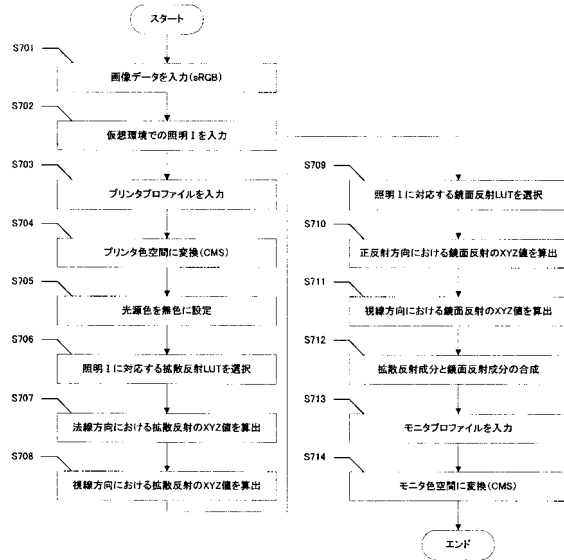 スタート
S701
画像データを入力(sRGB)
S702
仮想環境での照明Iを入力
S703
プリンタプロファイルを入力
S704
プリンタ色空間に変換(CMS)
S705
光源色を無色に設定
S706
照明Iに対応する拡散反射LUTを選択
S707
法線方向における拡散反射のXYZ値を算出
S708
視線方向における拡散反射のXYZ値を算出
S709
照明Iに対応する鏡面反射LUTを選択
S710
正反射方向における鏡面反射のXYZ値を算出
S711
視線方向における鏡面反射のXYZ値を算出
S712
拡散反射成分と鏡面反射成分の合成
S713
モニタプロファイルを入力
S714
モニタ色空間に変換(CMS)
エンド